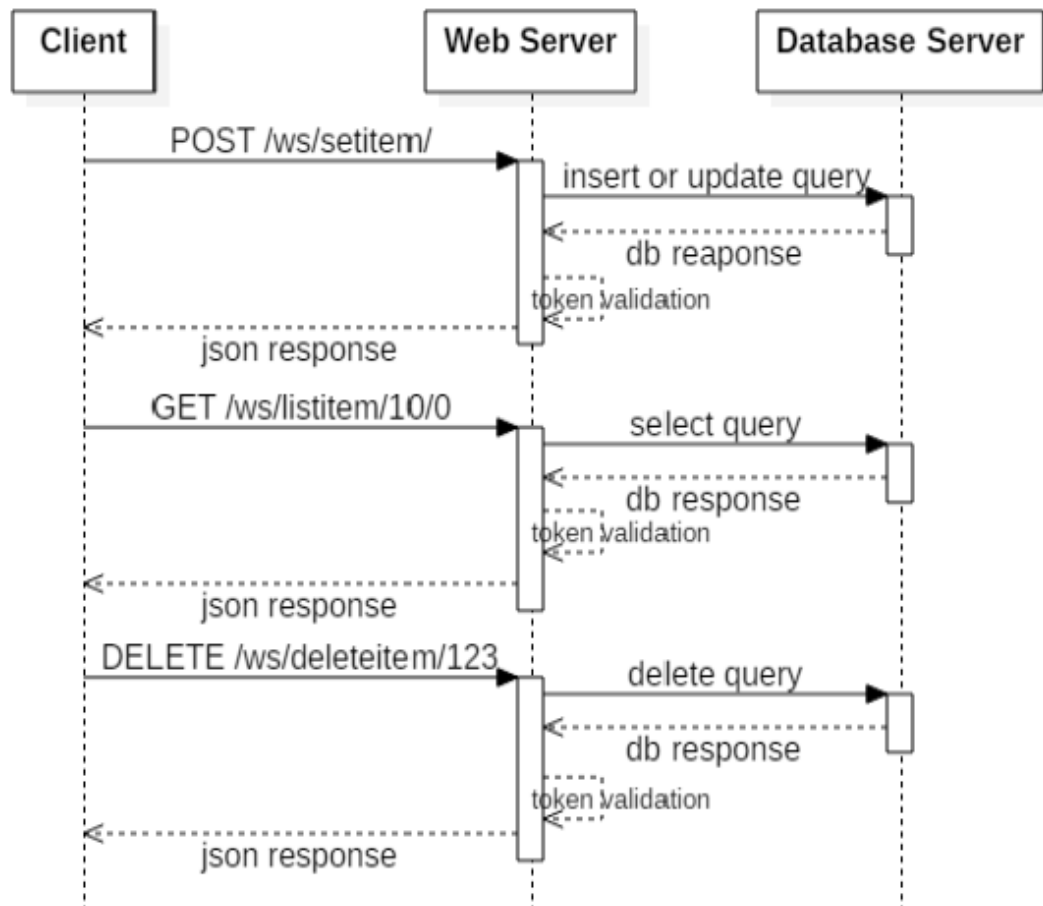 Client
Web Server
Database Server
POST /ws/setitem/
insert or update query
db reaponse
token validation
json response
GET /ws/listitem/10/0
select query
db response
token validation
json response
DELETE /ws/deleteitem/123
delete query
db response
token validation
json response